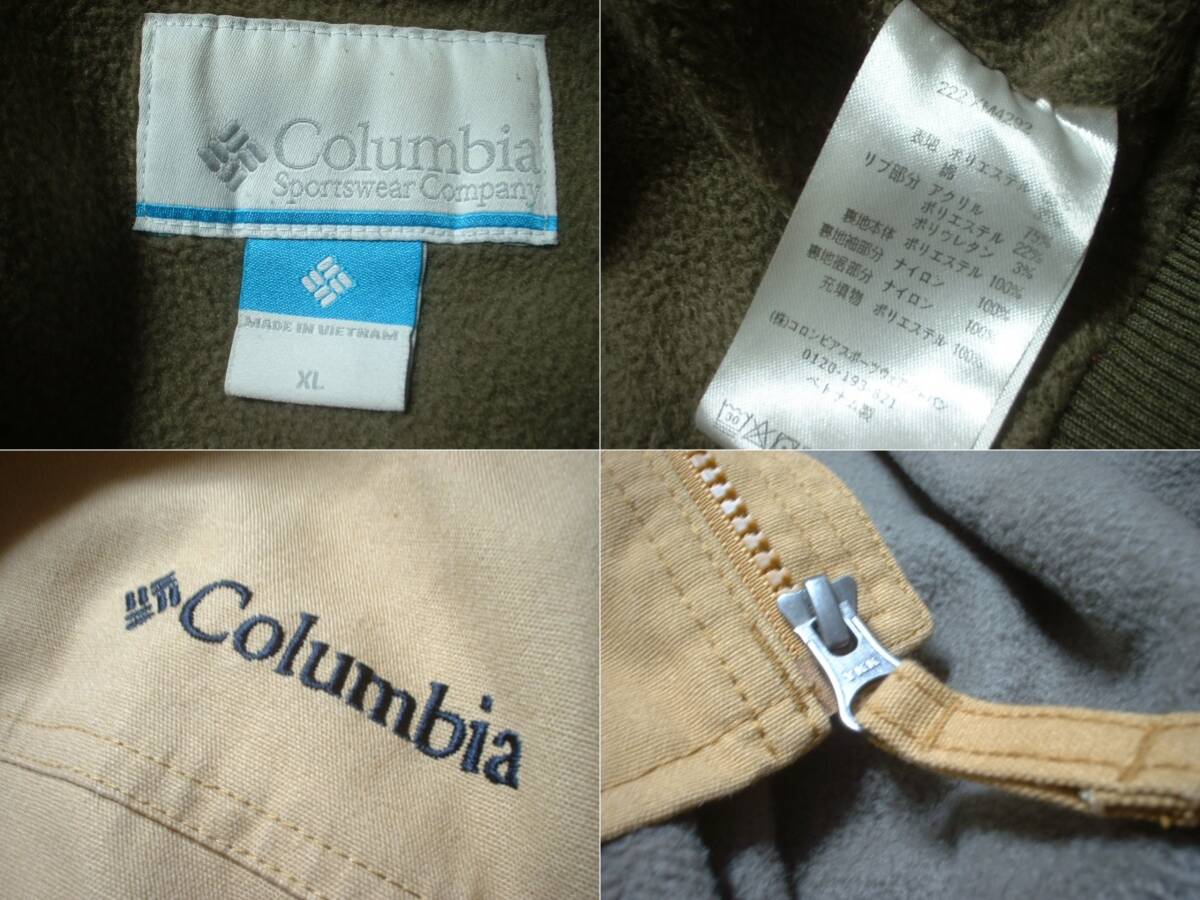 Columbia
Sportswear Company
MADE IN VIETNAM
XL
表地 ポリエステル
綿
リブ部分 アクリル 75%
ポリエステル 22%
ポリウレタン 3%
裏地本体 ポリエステル 100%
裏地袖部分 ナイロン 100%
裏地裾部分 ナイロン 100%
充填物 ポリエステル 100%
(株)コロンビアスポーツウェアジャパン
0120-193-821
ベトナム製
30
Columbia
YKK